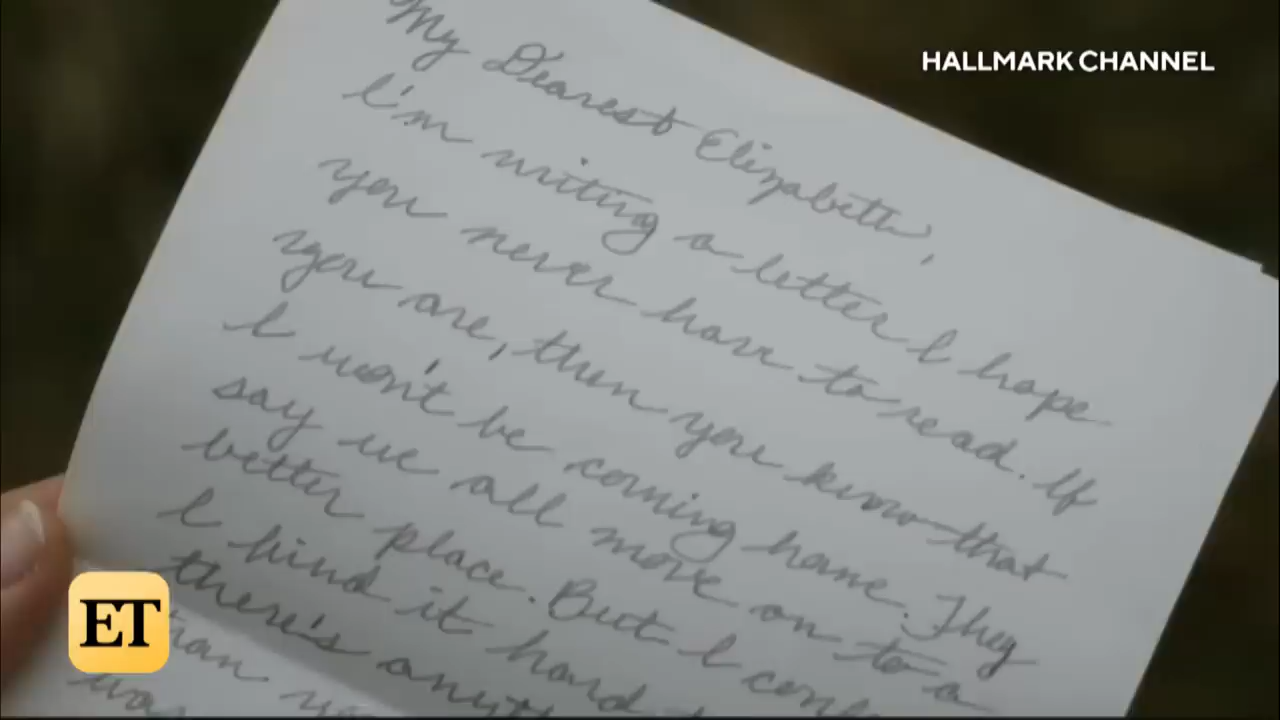 HALLMARK CHANNEL
My Dearest Elizabeth,
I'm writing a letter I hope
you never have to read. If
you are, then you know that
I won't be coming home. They
say we all move on to a
better place. But I
I find it hard
there's
ET